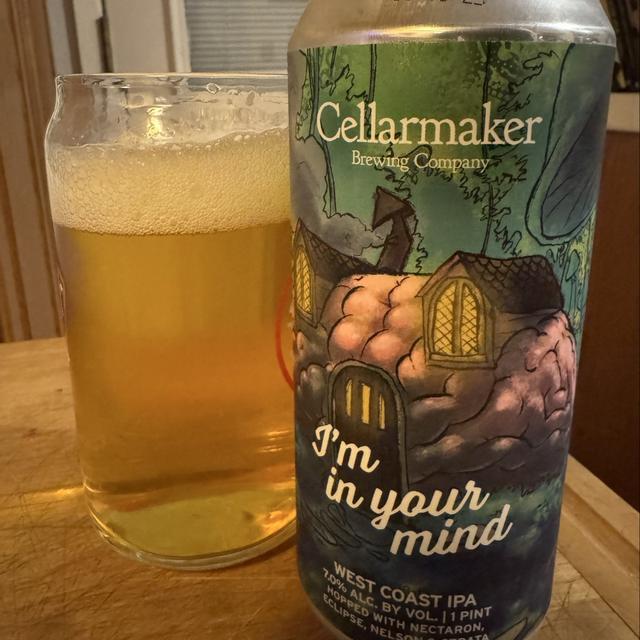 Cellarmaker
Brewing Company
I'm
in your
mind
WEST COAST IPA
7.0% ALC. BY VOL. | 1 PINT
HOPPED WITH NECTARON,
ECLIPSE, NELSON